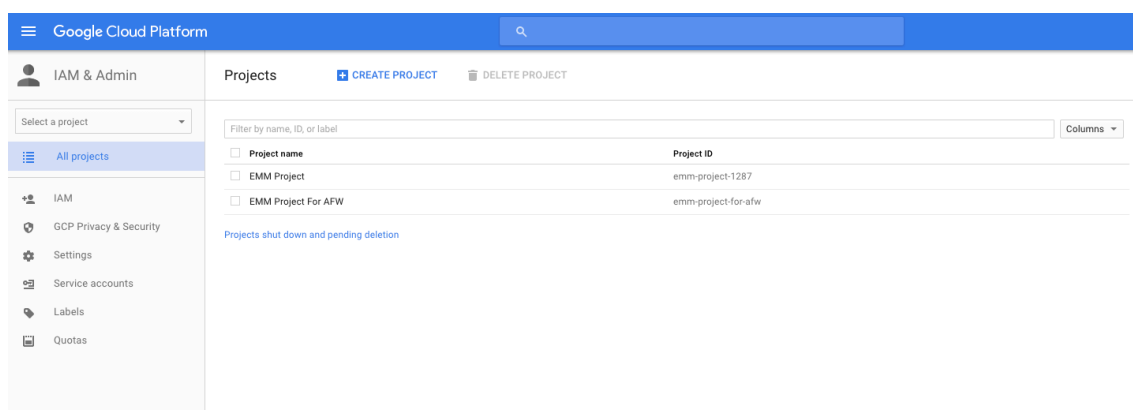 Google Cloud Platform
IAM & Admin
Projects
CREATE PROJECT
DELETE PROJECT
Select a project
Filter by name, ID, or label
Columns
All projects
Project name
Project ID
EMM Project
emm-project-1287
IAM
EMM Project For AFW
emm-project-for-afw
GCP Privacy & Security
Projects shut down and pending deletion
Settings
Service accounts
Labels
Quotas